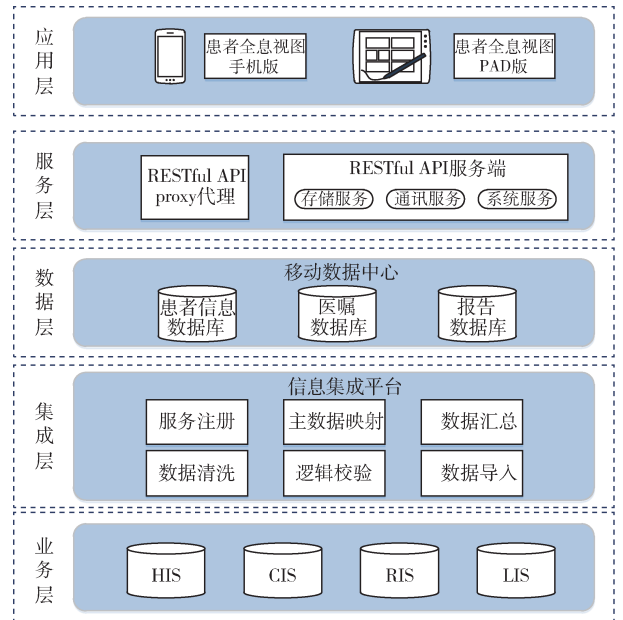 应用层
患者全息视图
手机版
患者全息视图
PAD版
服务层
RESTful API
proxy代理
RESTful API服务端
存储服务
通讯服务
系统服务
数据层
移动数据中心
患者信息
数据库
医嘱
数据库
报告
数据库
集成层
信息集成平台
服务注册
主数据映射
数据汇总
数据清洗
逻辑校验
数据导入
业务层
HIS
CIS
RIS
LIS